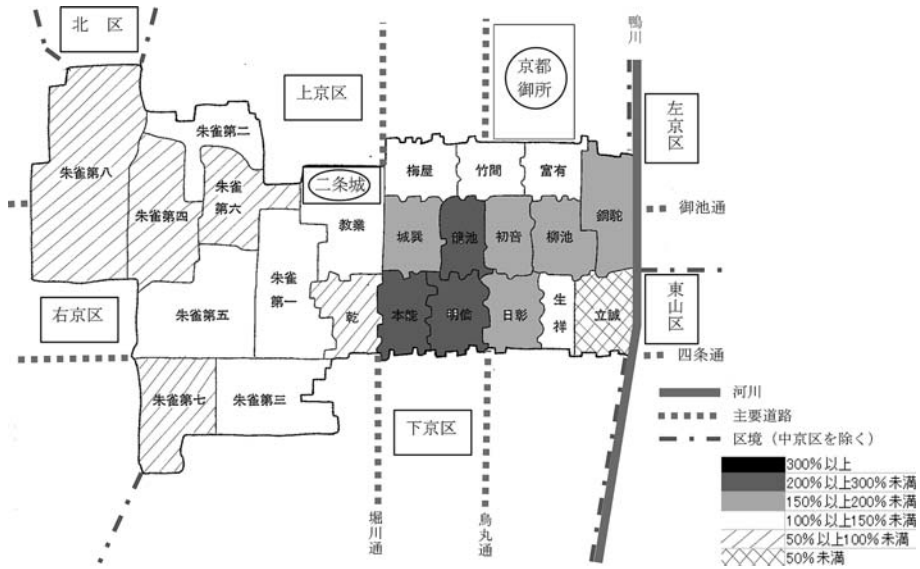 北 区
鴨川
上京区
京都
御所
左京区
朱雀第二
朱雀第八
朱雀
第六
朱雀第四
二条城
梅屋
竹間
富有
銅駝
御池通
教業
城巽
初音
柳池
朱雀第一
東山区
右京区
朱雀第五
乾
本能
明倫
日彰
生祥
立誠
四条通
朱雀第七
朱雀第三
下京区
堀川通
烏丸通
河川
主要道路
区境（中京区を除く）
300%以上
200%以上300%未満
150%以上200%未満
100%以上150%未満
50%以上100%未満
50%未満